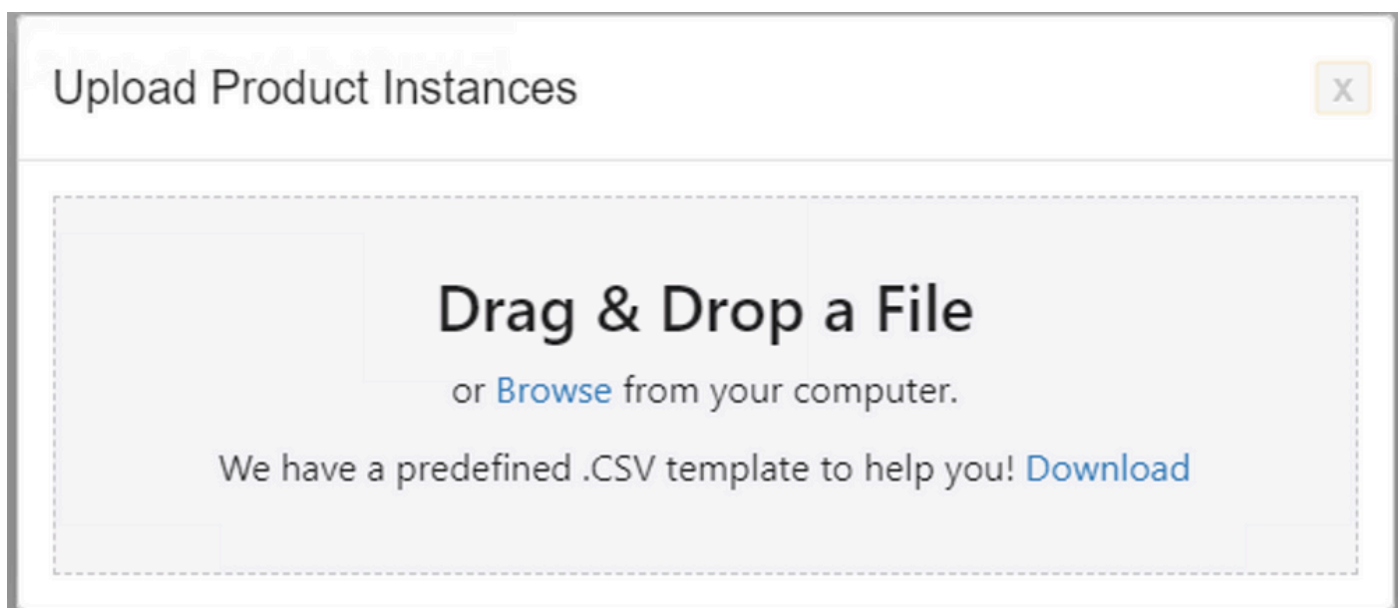 Upload Product Instances
X
Drag & Drop a File
or Browse from your computer.
We have a predefined .CSV template to help you! Download